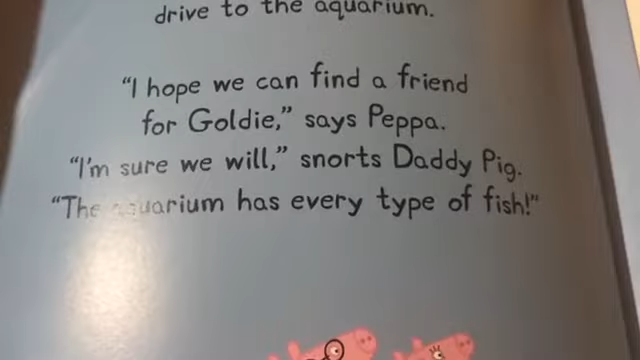 drive to the aquarium.
“I hope we can find a friend
for Goldie,” says Peppa.
“I’m sure we will,” snorts Daddy Pig.
“The aquarium has every type of fish!”